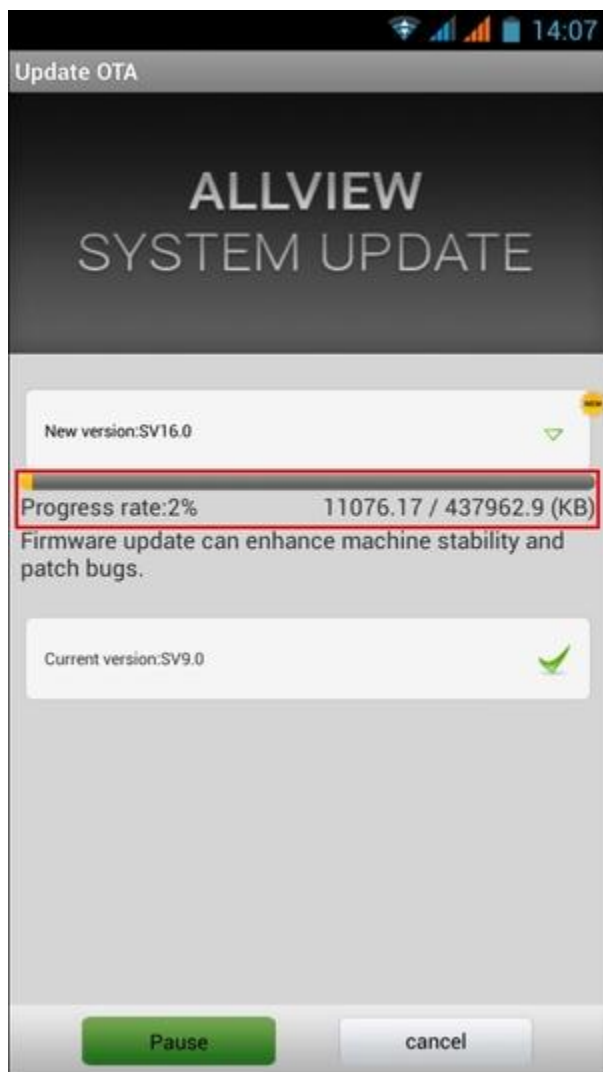 14:07
Update OTA
ALLVIEW
SYSTEM UPDATE
NEW
New version:SV16.0
Progress rate:2% 11076.17 / 437962.9 (KB)
Firmware update can enhance machine stability and
patch bugs.
Current version:SV9.0
Pause cancel